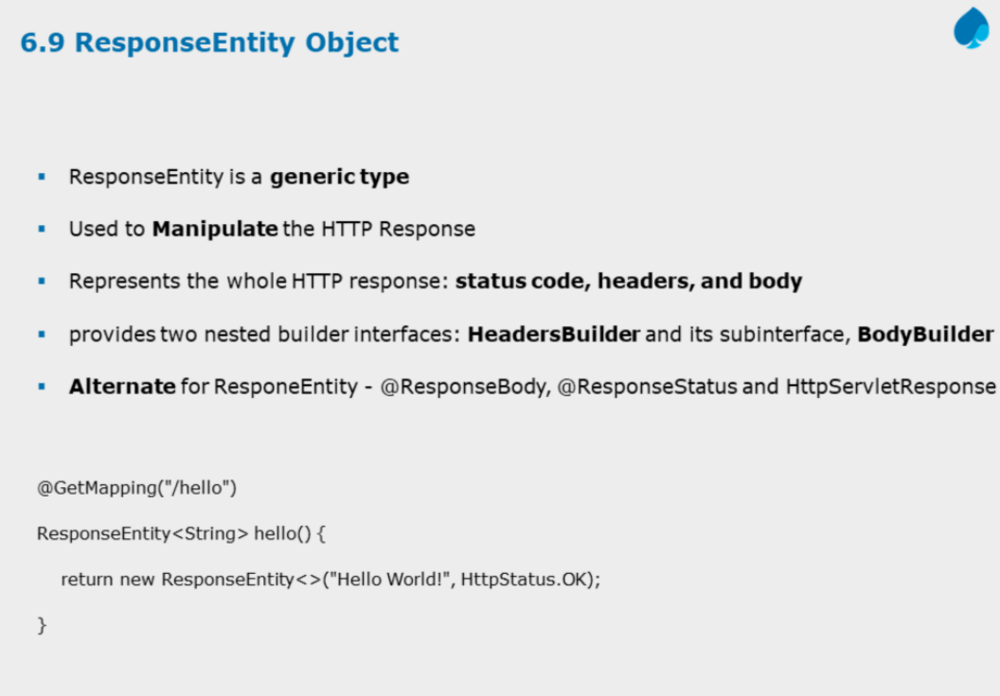 6.9 ResponseEntity Object
▪ ResponseEntity is a generic type
▪ Used to Manipulate the HTTP Response
▪ Represents the whole HTTP response: status code, headers, and body
▪ provides two nested builder interfaces: HeadersBuilder and its subinterface, BodyBuilder
▪ Alternate for ResponeEntity - @ResponseBody, @ResponseStatus and HttpServletResponse
@GetMapping("/hello")
ResponseEntity<String> hello() {
return new ResponseEntity<>("Hello World!", HttpStatus.OK);
}